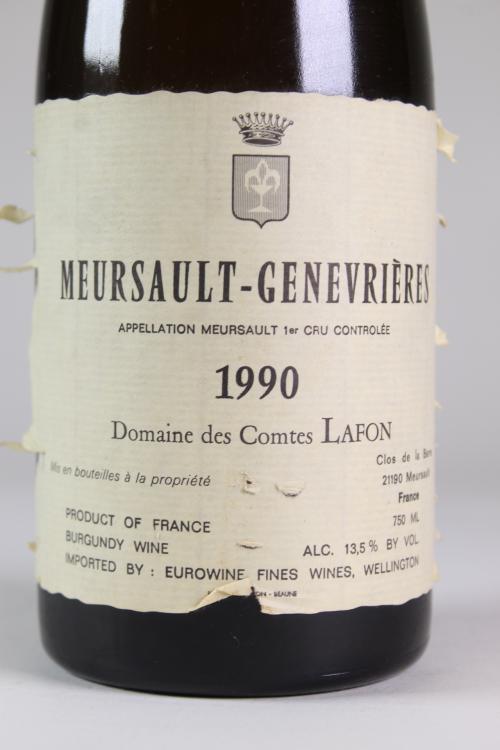 MEURSAULT-GENEVRIÈRES
APPELLATION MEURSAULT 1er CRU CONTROLÉE
1990
Domaine des Comtes LAFON
Clos de la Barre
Mis en bouteilles à la propriété
21190 Meursault
France
PRODUCT OF FRANCE
750 ML
BURGUNDY WINE
ALC. 13,5 % BY VOL.
IMPORTED BY : EUROWINE FINES WINES, WELLINGTON
- BEAUNE